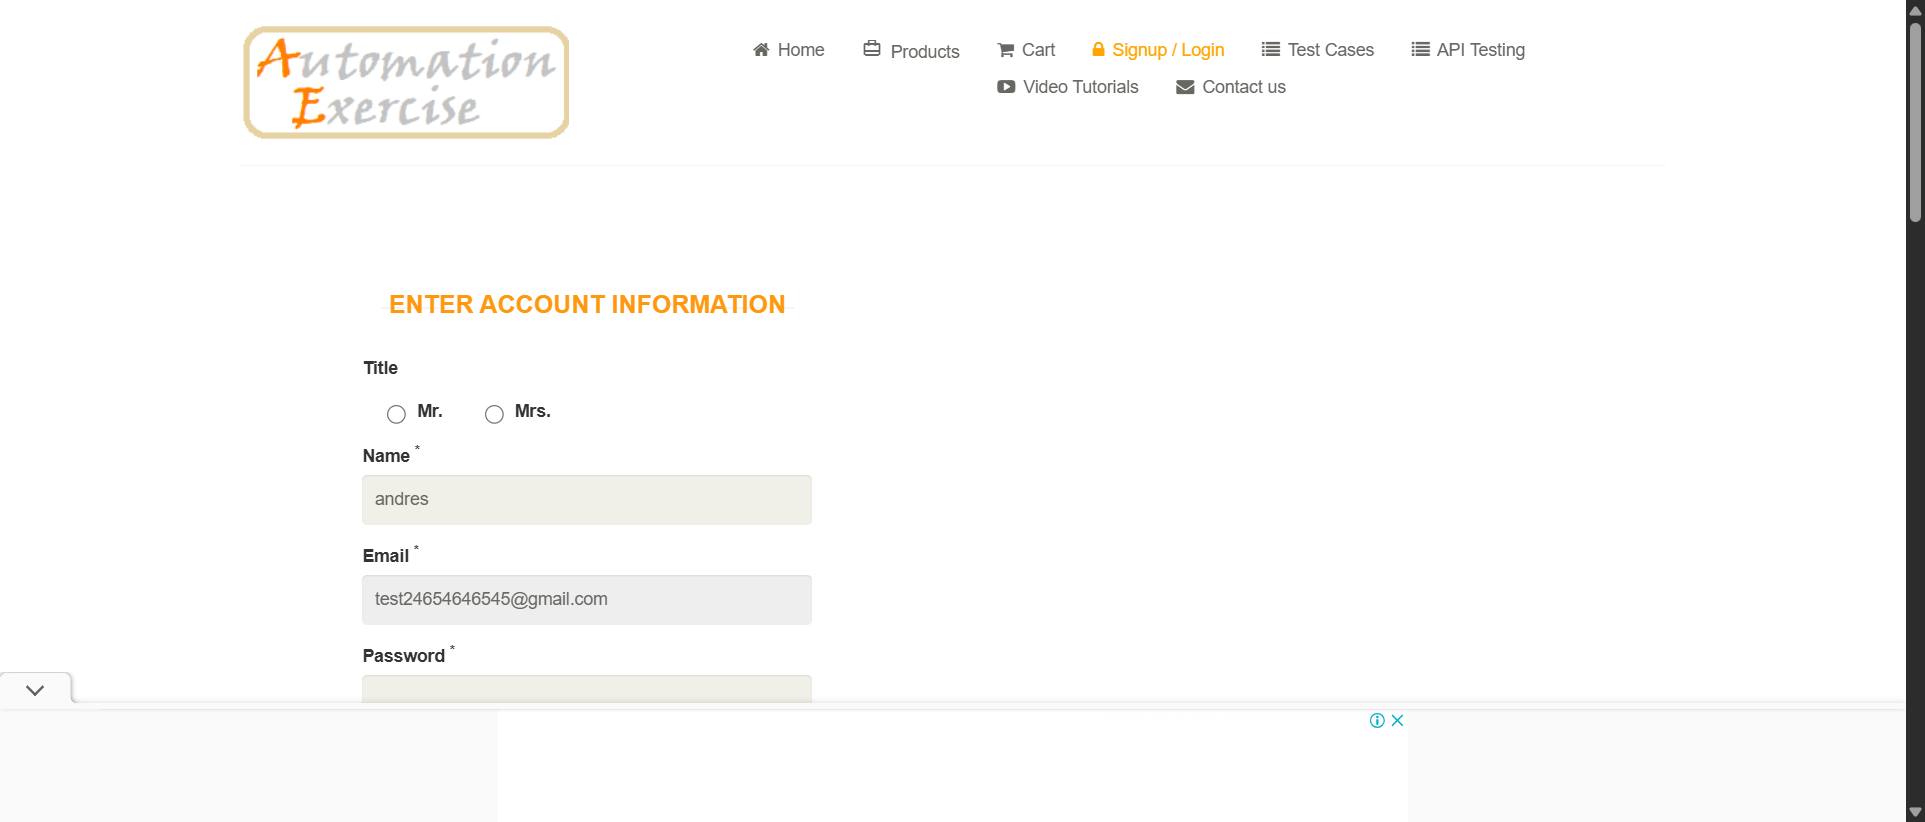 Automation
Exercise
Home Products Cart Signup / Login Test Cases API Testing
Video Tutorials Contact us
ENTER ACCOUNT INFORMATION
Title
Mr. Mrs.
Name *
andres
Email *
test24654646545@gmail.com
Password *